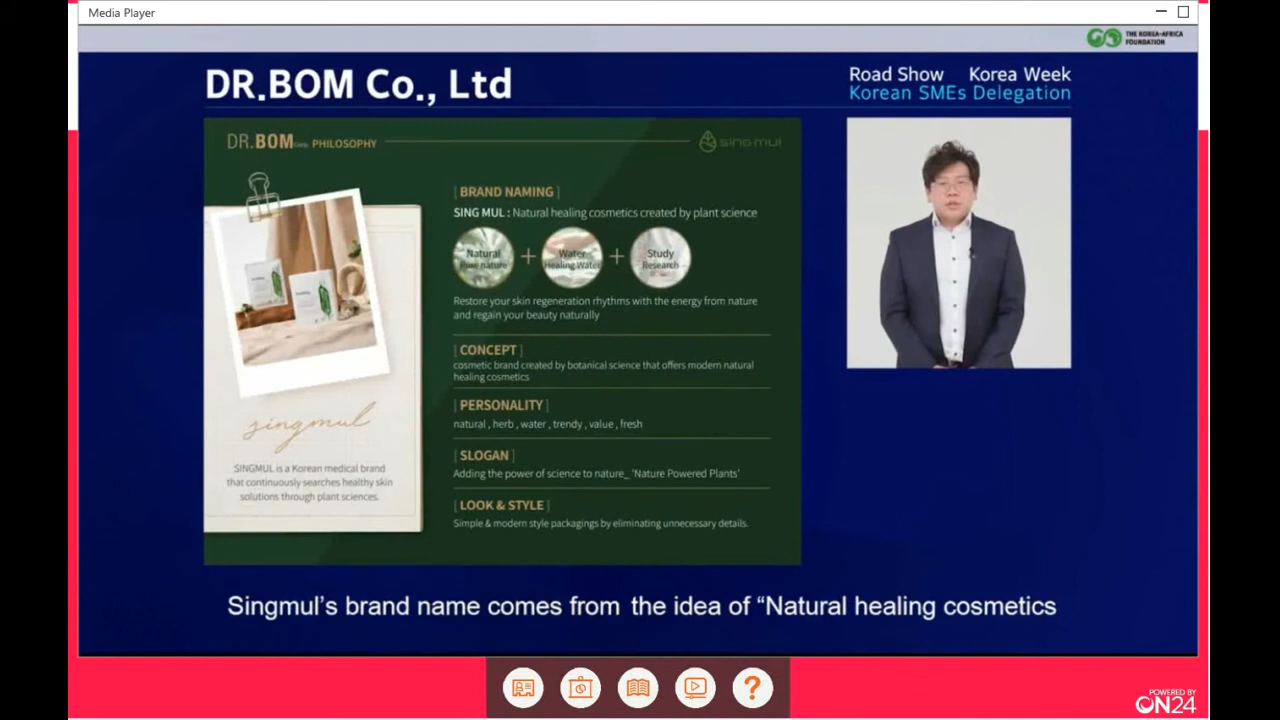 Media Player
THE KOREA-AFRICA
FOUNDATION
DR.BOM Co., Ltd
Road Show Korea Week
Korean SMEs Delegation
DR.BOM Corp. PHILOSOPHY
sing mul
[ BRAND NAMING ]
SING MUL : Natural healing cosmetics created by plant science
Natural
Pure nature
+
Water
Healing Water
+
Study
Research
Restore your skin regeneration rhythms with the energy from nature
and regain your beauty naturally
[ CONCEPT ]
cosmetic brand created by botanical science that offers modern natural
healing cosmetics
[ PERSONALITY ]
natural , herb , water , trendy , value , fresh
[ SLOGAN ]
Adding the power of science to nature_ 'Nature Powered Plants'
[ LOOK & STYLE ]
Simple & modern style packagings by eliminating unnecessary details.
singmul
SINGMUL is a Korean medical brand
that continuously searches healthy skin
solutions through plant sciences.
Singmul's brand name comes from the idea of “Natural healing cosmetics
?
POWERED BY
ON24